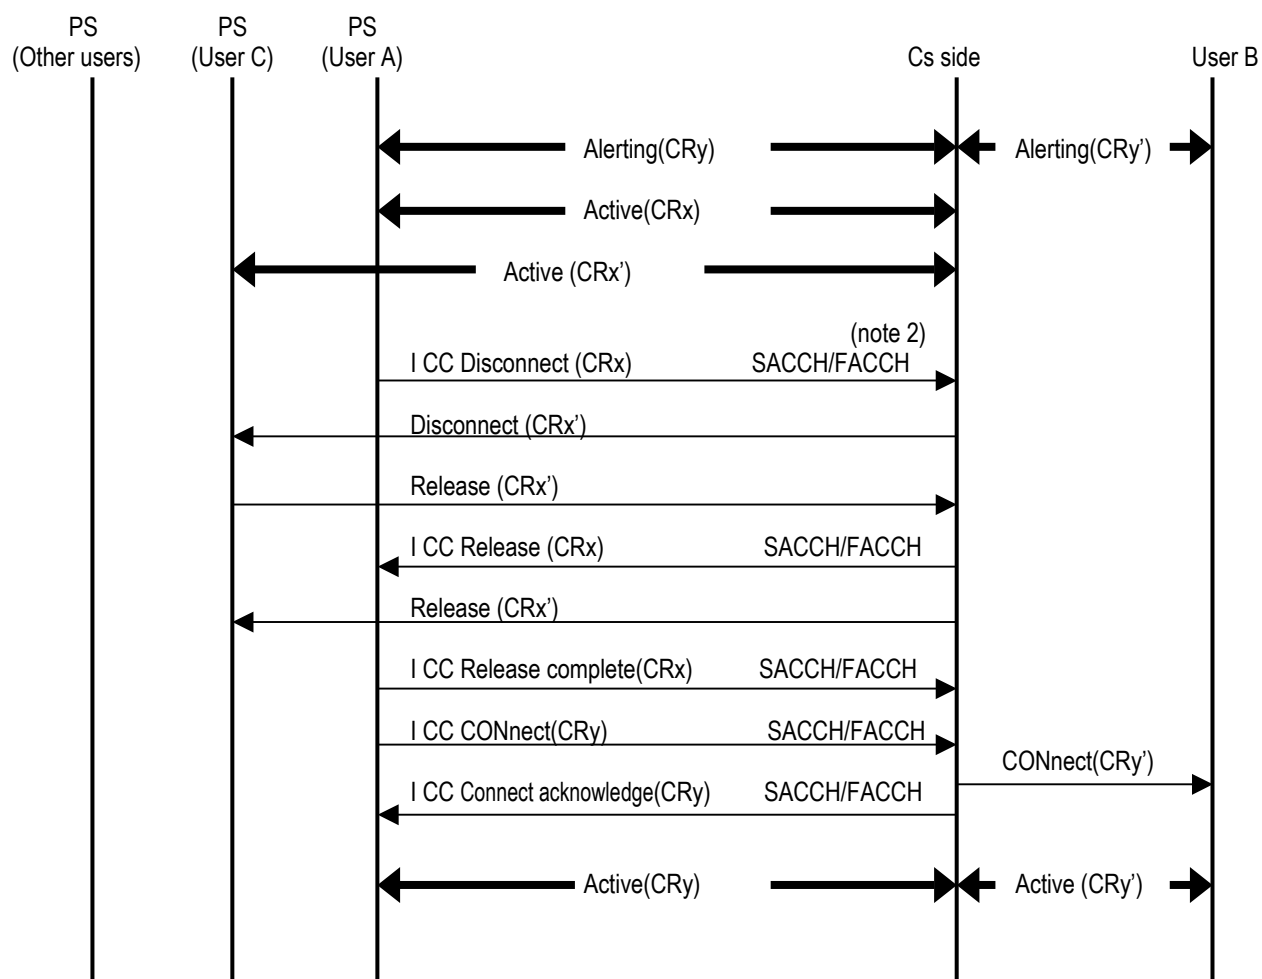 PS
(Other users)
PS
(User C)
PS
(User A)
Cs side
User B
Alerting(CRy)
Alerting(CRy’)
Active(CRx)
Active (CRx’)
(note 2)
I CC Disconnect (CRx) SACCH/FACCH
Disconnect (CRx’)
Release (CRx’)
I CC Release (CRx) SACCH/FACCH
Release (CRx’)
I CC Release complete(CRx) SACCH/FACCH
I CC CONnect(CRy) SACCH/FACCH
CONnect(CRy’)
I CC Connect acknowledge(CRy) SACCH/FACCH
Active(CRy)
Active (CRy’)